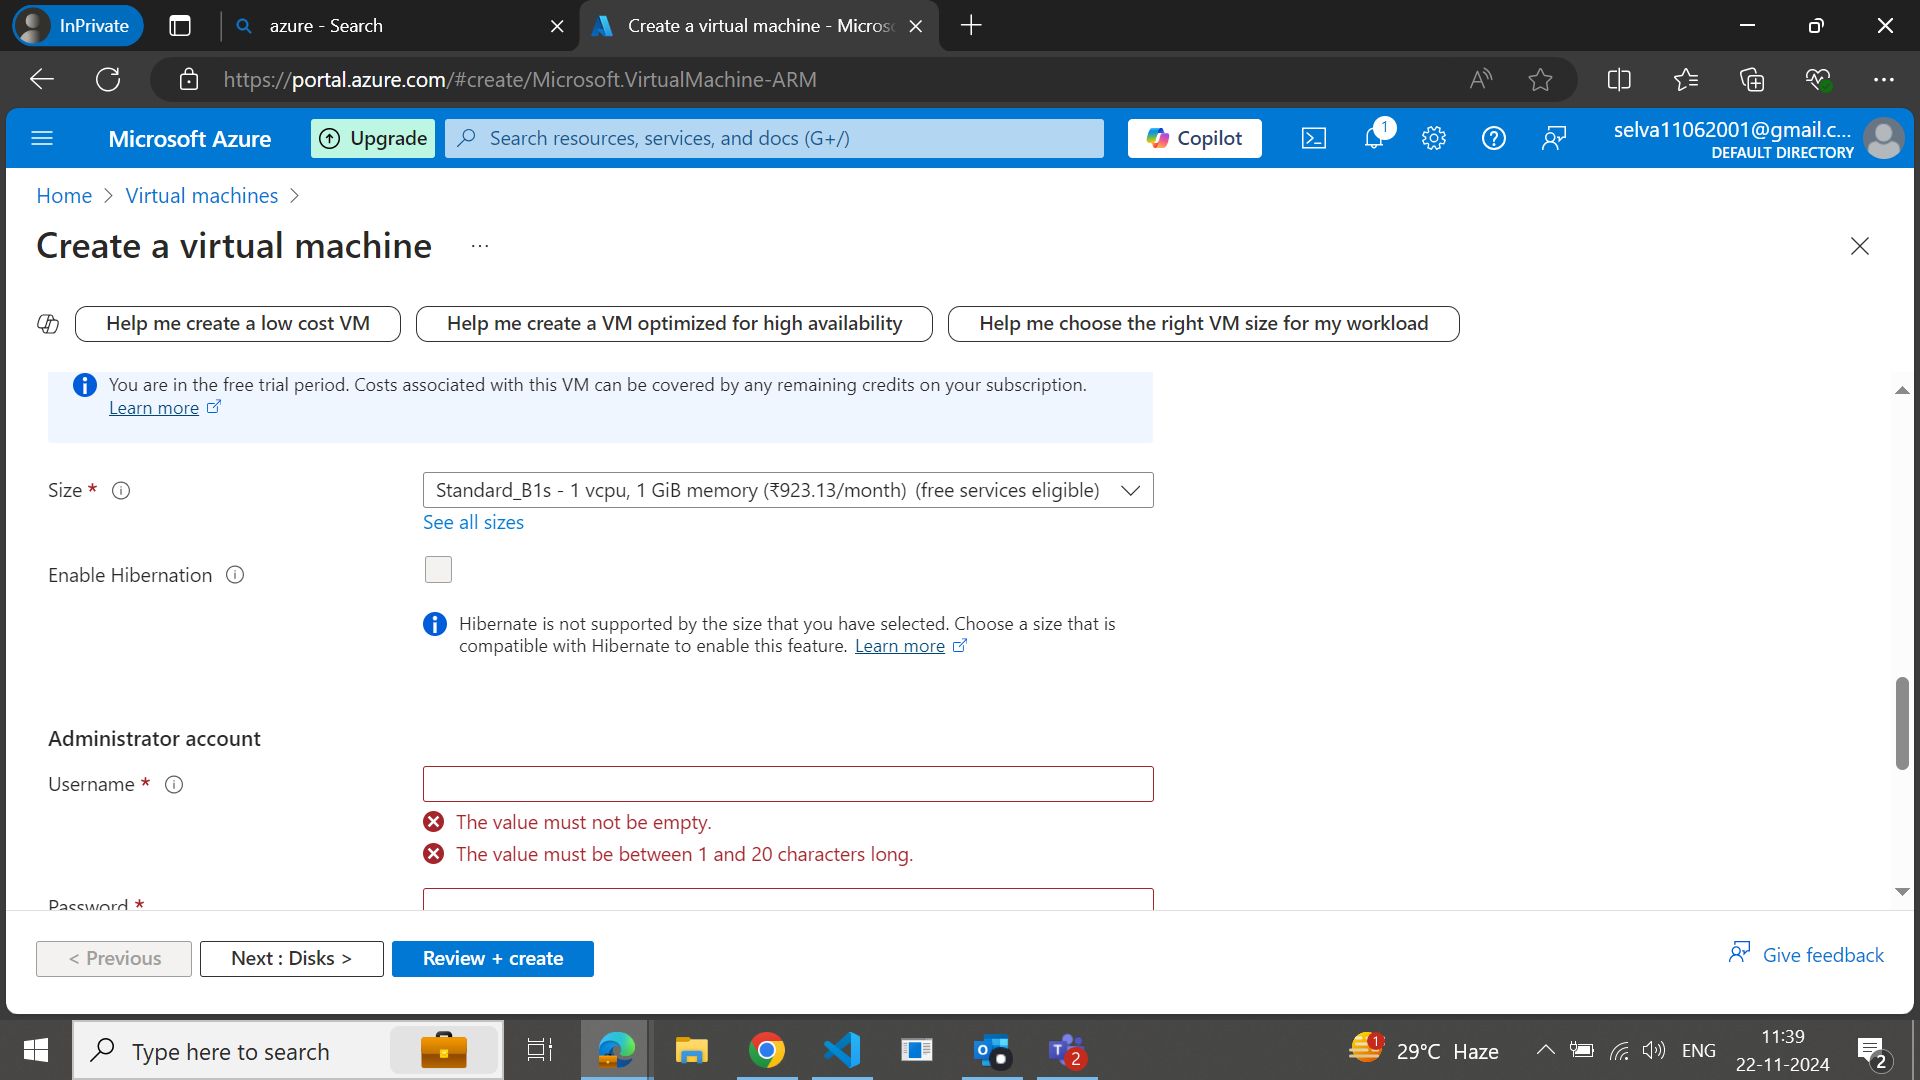 InPrivate
azure - Search
Create a virtual machine - Micros
https://portal.azure.com/#create/Microsoft.VirtualMachine-ARM
Microsoft Azure
Upgrade
Search resources, services, and docs (G+/)
Copilot
1
selva11062001@gmail.c...
DEFAULT DIRECTORY
Home > Virtual machines >
Create a virtual machine ...
Help me create a low cost VM
Help me create a VM optimized for high availability
Help me choose the right VM size for my workload
You are in the free trial period. Costs associated with this VM can be covered by any remaining credits on your subscription.
Learn more
Size *
Standard_B1s - 1 vcpu, 1 GiB memory (₹923.13/month) (free services eligible)
See all sizes
Enable Hibernation
Hibernate is not supported by the size that you have selected. Choose a size that is
compatible with Hibernate to enable this feature. Learn more
Administrator account
Username *
The value must not be empty.
The value must be between 1 and 20 characters long.
Password *
< Previous
Next : Disks >
Review + create
Give feedback
Type here to search
2
1
29°C Haze
ENG
11:39
22-11-2024
2